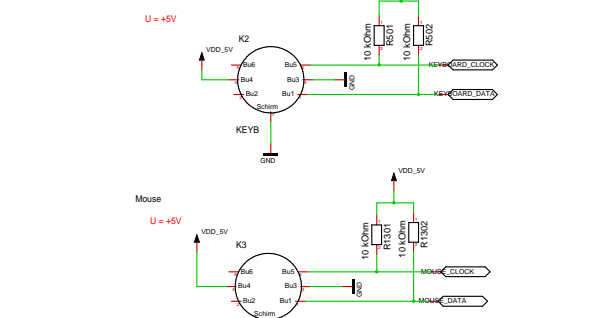 U = +5V
K2
VDD_5V
Bu6
Bu5
Bu4
Bu3
Bu2
Bu1
Schirm
KEYB
GND
GND
10 kOhm
R501
10 kOhm
R502
KEYBOARD_CLOCK
KEYBOARD_DATA
VDD_5V
Mouse
U = +5V
VDD_5V
K3
Bu6
Bu5
Bu4
Bu3
Bu2
Bu1
Schirm
GND
10 kOhm
R1301
10 kOhm
R1302
MOUSE_CLOCK
MOUSE_DATA